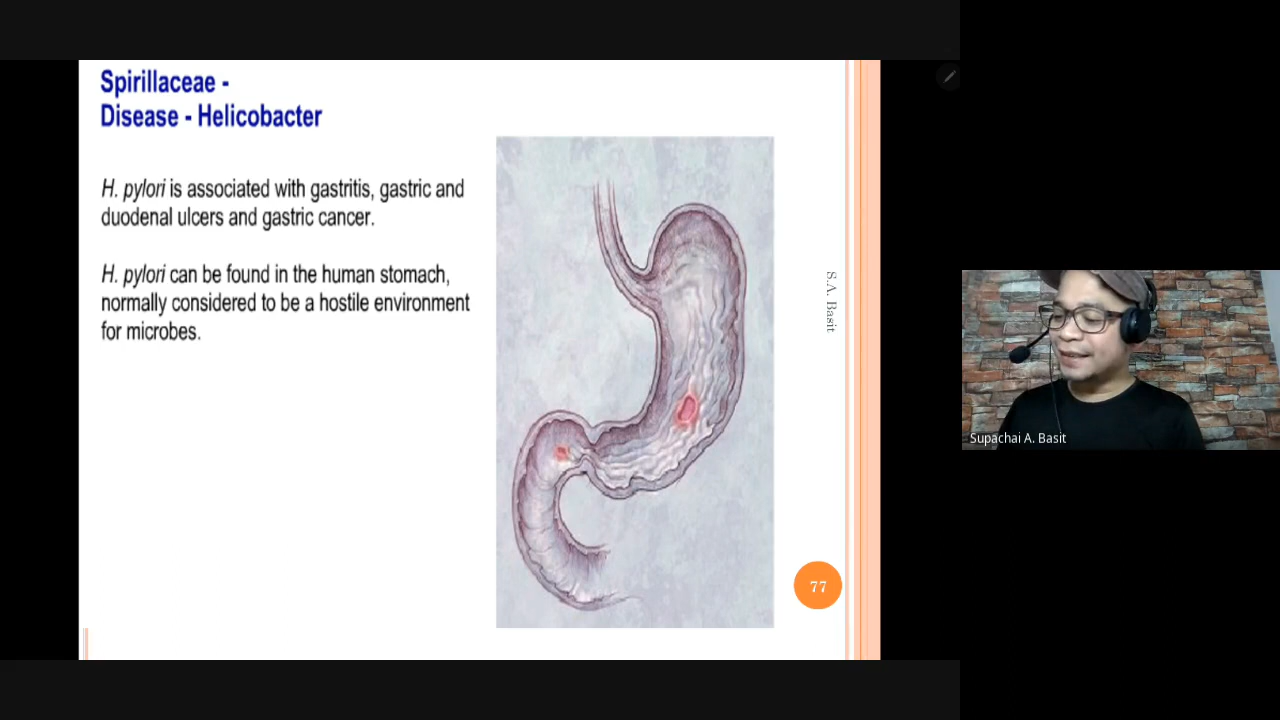 Spirillaceae -
Disease - Helicobacter
H. pylori is associated with gastritis, gastric and
duodenal ulcers and gastric cancer.
H. pylori can be found in the human stomach,
normally considered to be a hostile environment
for microbes.
S.A. Basit
77
Supachai A. Basit